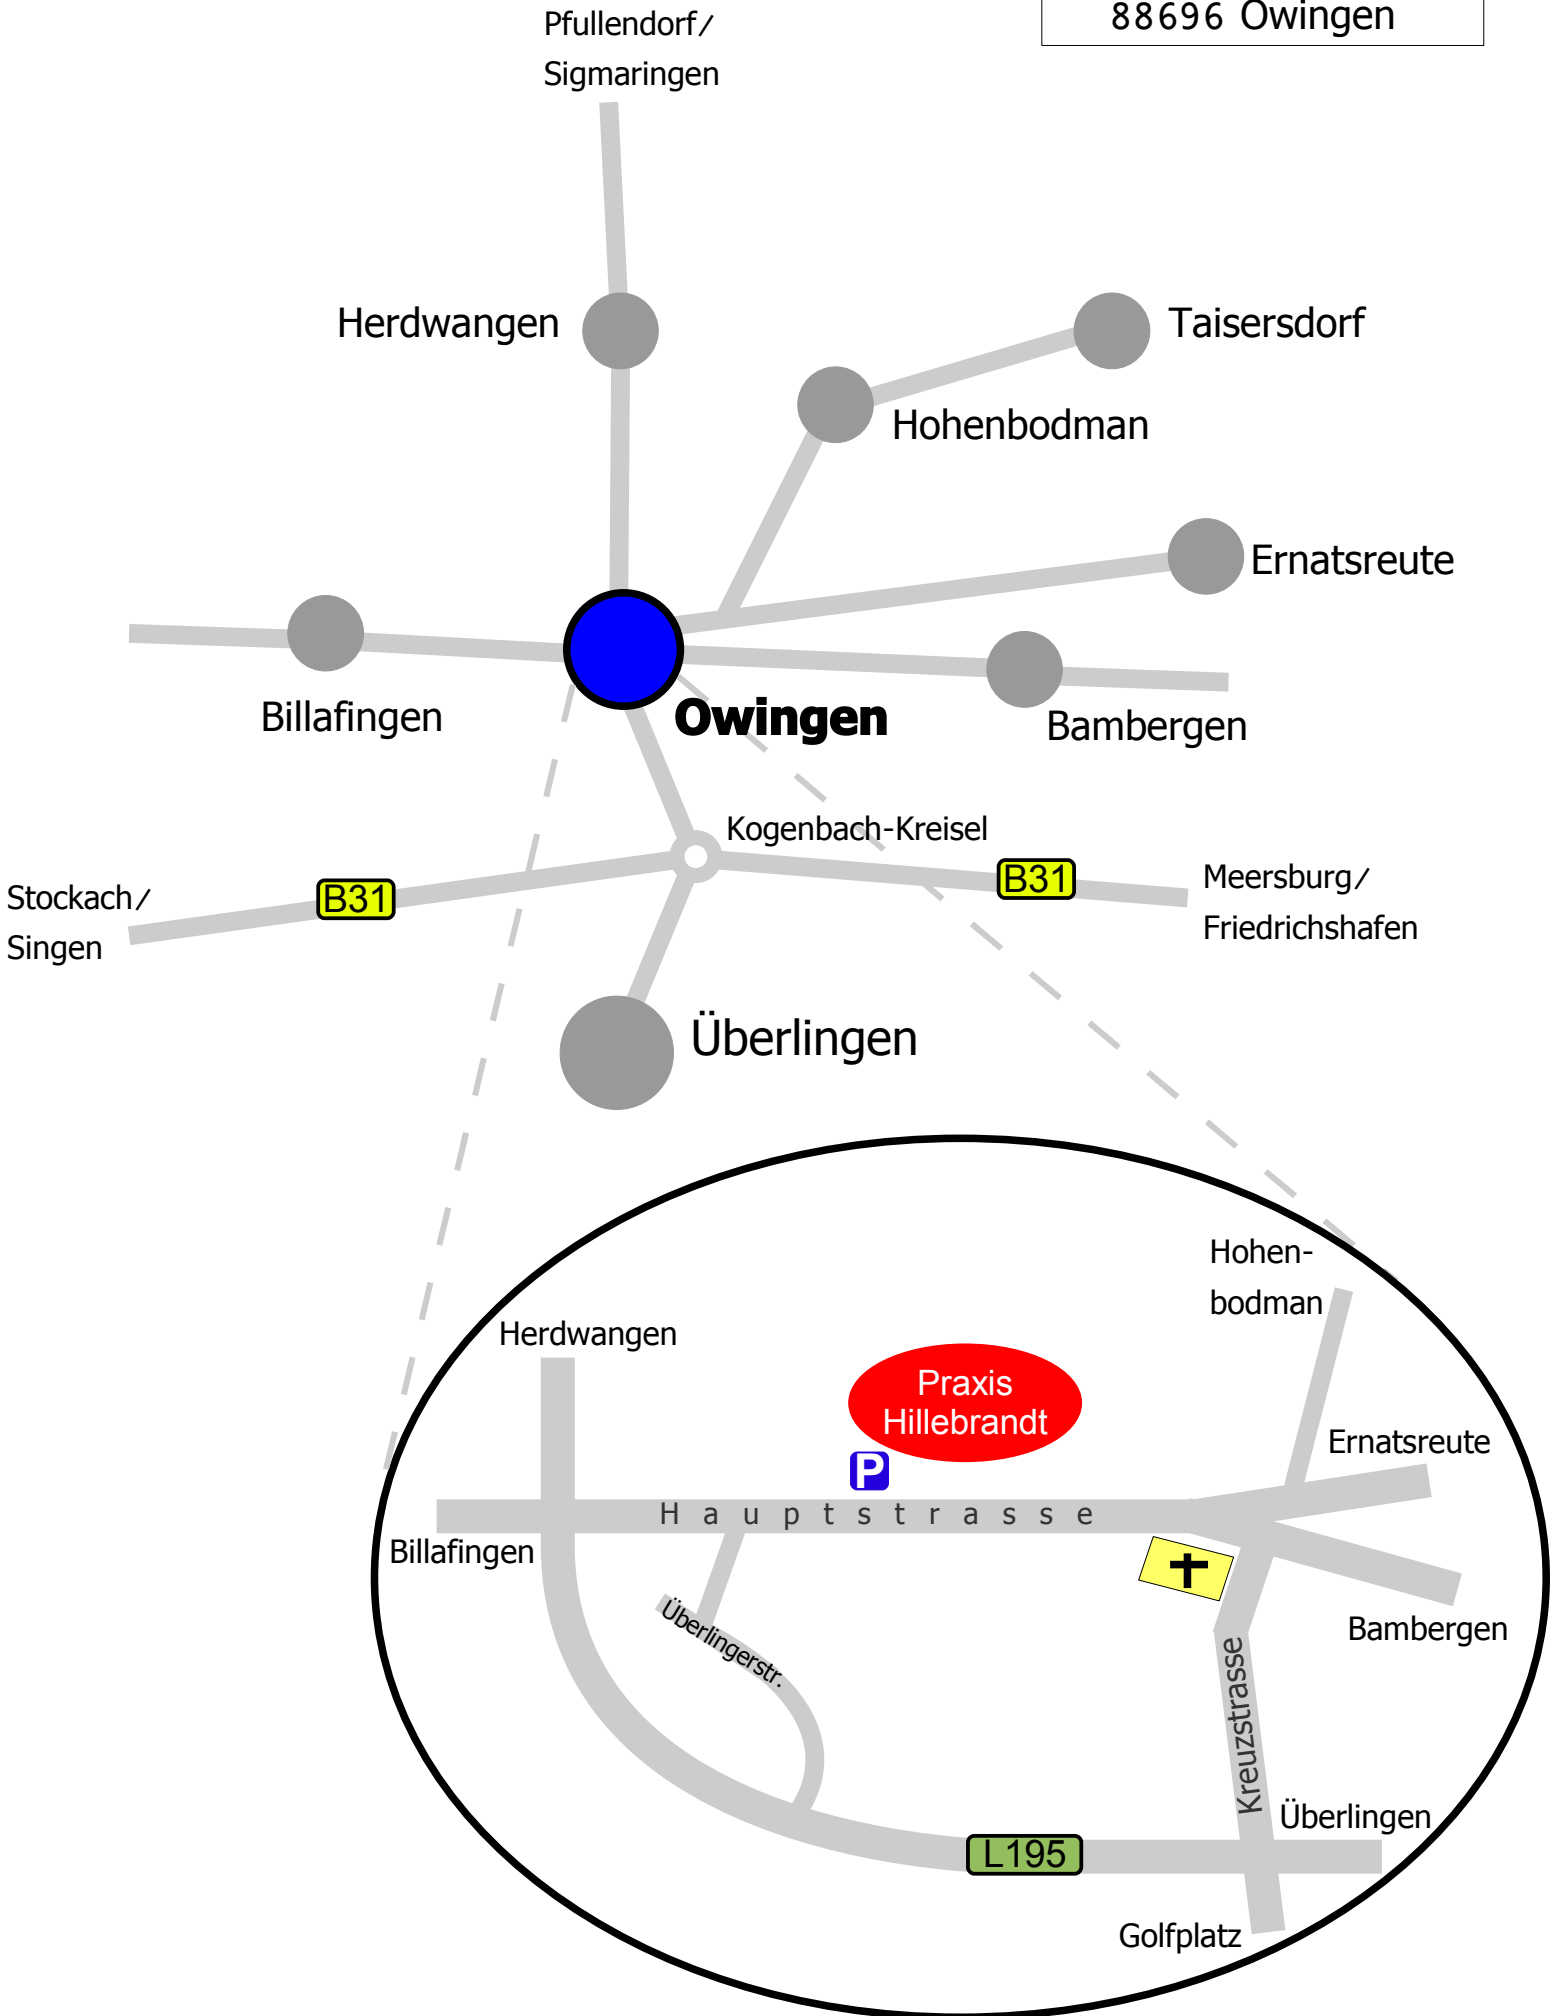 88696 Owingen
Pfullendorf/
Sigmaringen
Herdwangen
Taisersdorf
Hohenbodman
Ernatsreute
Billafingen
Owingen
Bambergen
Kogenbach-Kreisel
Stockach/
Singen
B31
B31
Meersburg/
Friedrichshafen
Überlingen
Hohen-
bodman
Herdwangen
Praxis
Hillebrandt
Ernatsreute
P
Hauptstrasse
Billafingen
Überlingerstr.
Bambergen
Kreuzstrasse
Überlingen
L195
Golfplatz